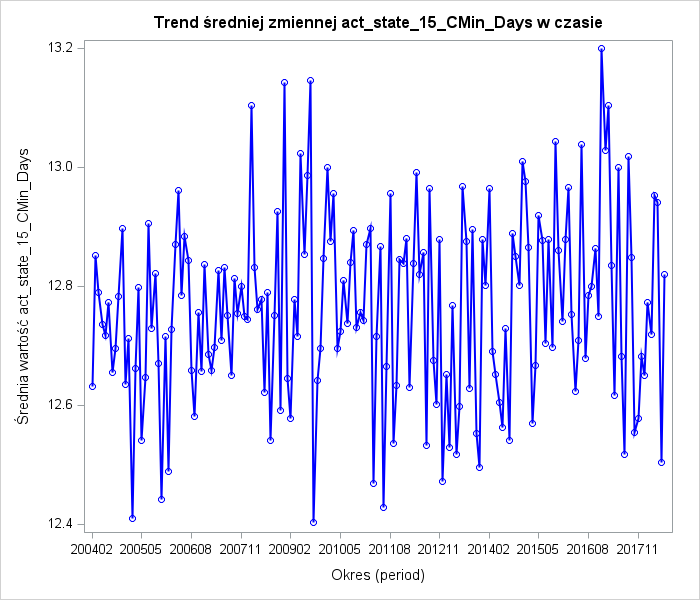 Trend średniej zmiennej act_state_15_CMin_Days w czasie
Średnia wartość act_state_15_CMin_Days
13.2
13.0
12.8
12.6
12.4
200402 200505 200608 200711 200902 201005 201108 201211 201402 201505 201608 201711
Okres (period)